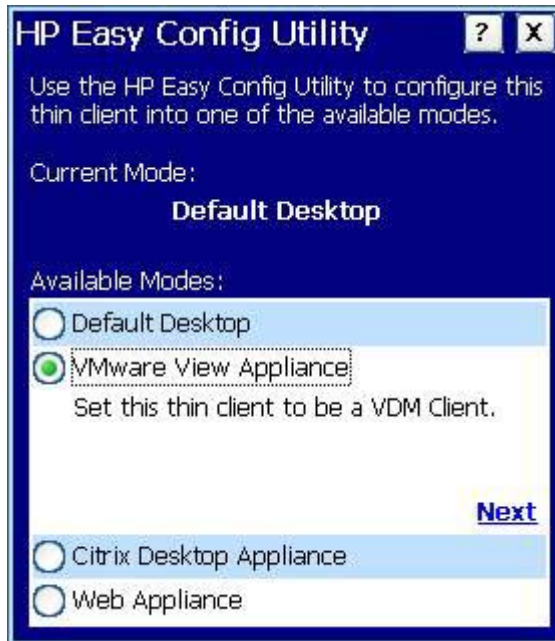 HP Easy Config Utility ? X
Use the HP Easy Config Utility to configure this
thin client into one of the available modes.
Current Mode:
Default Desktop
Available Modes:
Default Desktop
VMware View Appliance
Set this thin client to be a VDM Client.
Next
Citrix Desktop Appliance
Web Appliance